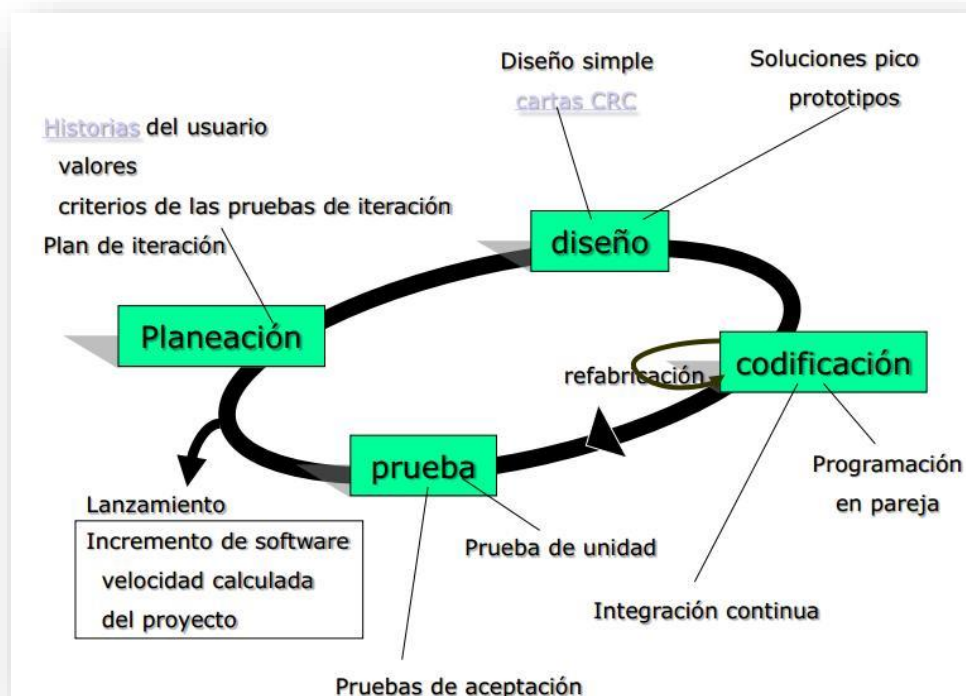 Diseño simple
cartas CRC
Soluciones pico
prototipos
Historias del usuario
valores
criterios de las pruebas de iteración
Plan de iteración
diseño
Planeación
codificación
refabricación
prueba
Programación
en pareja
Lanzamiento
Incremento de software
velocidad calculada
del proyecto
Prueba de unidad
Integración continua
Pruebas de aceptación